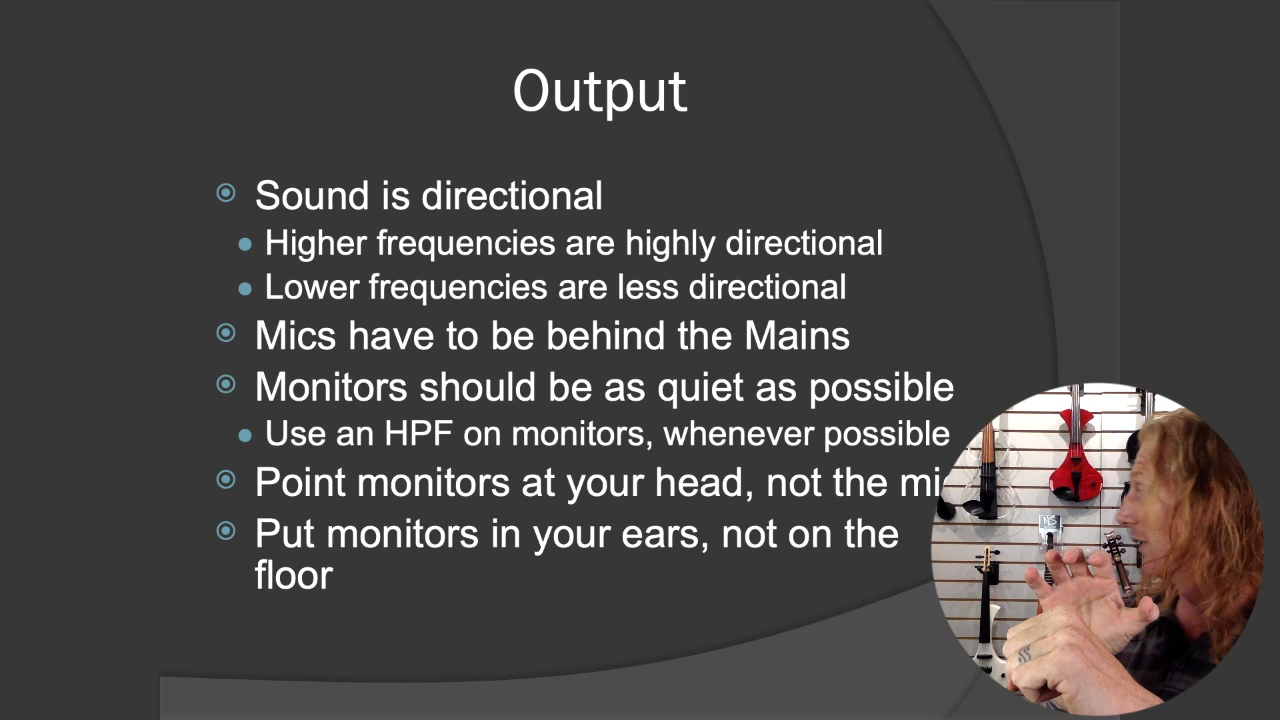 Output
Sound is directional
Higher frequencies are highly directional
Lower frequencies are less directional
Mics have to be behind the Mains
Monitors should be as quiet as possible
Use an HPF on monitors, whenever possible
Point monitors at your head, not the mi
Put monitors in your ears, not on the
floor
NS